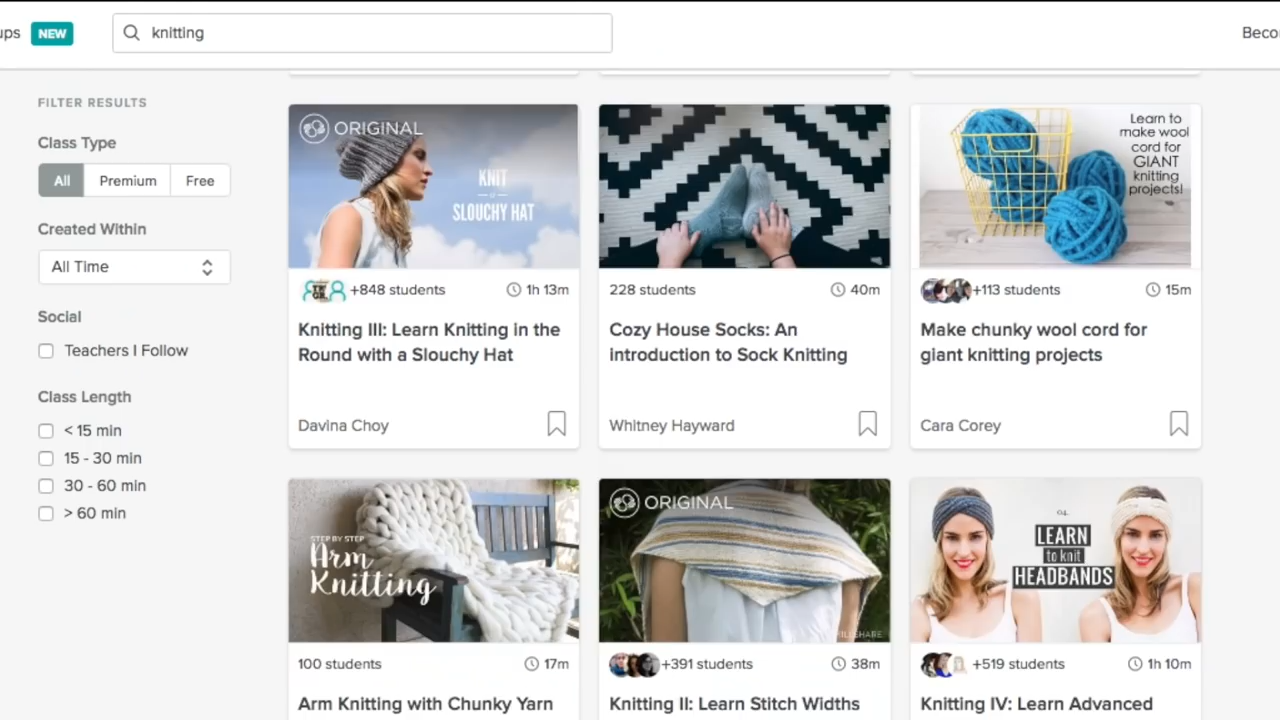 ups NEW
knitting
Beco
FILTER RESULTS
Class Type
All Premium Free
Created Within
All Time
Social
Teachers I Follow
Class Length
< 15 min
15 - 30 min
30 - 60 min
> 60 min
ORIGINAL
KNIT
a
SLOUCHY HAT
+848 students 1h 13m
Knitting III: Learn Knitting in the
Round with a Slouchy Hat
Davina Choy
228 students 40m
Cozy House Socks: An
introduction to Sock Knitting
Whitney Hayward
Learn to
make wool
cord for
GIANT
knitting
projects!
+113 students 15m
Make chunky wool cord for
giant knitting projects
Cara Corey
STEP BY STEP
Arm
Knitting
100 students 17m
Arm Knitting with Chunky Yarn
ORIGINAL
SKILLSHARE
+391 students 38m
Knitting II: Learn Stitch Widths
04.
LEARN
to knit
HEADBANDS
+519 students 1h 10m
Knitting IV: Learn Advanced